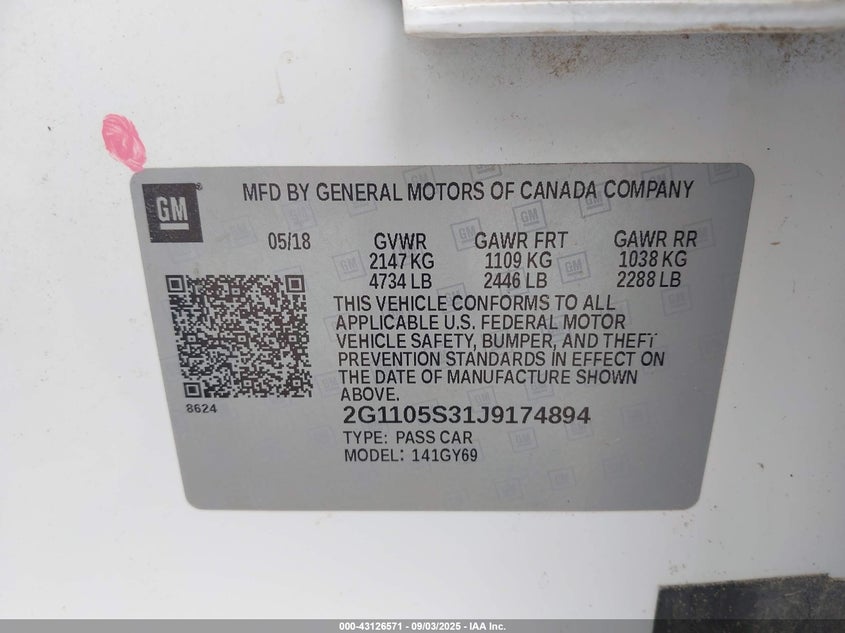 MFD BY GENERAL MOTORS OF CANADA COMPANY
GM
05/18 GVWR GAWR FRT GAWR RR
2147 KG 1109 KG 1038 KG
4734 LB 2446 LB 2288 LB
THIS VEHICLE CONFORMS TO ALL
APPLICABLE U.S. FEDERAL MOTOR
VEHICLE SAFETY, BUMPER, AND THEFT
PREVENTION STANDARDS IN EFFECT ON
THE DATE OF MANUFACTURE SHOWN
ABOVE.
8624
2G1105S31J9174894
TYPE: PASS CAR
MODEL: 141GY69
000-43126571 - 09/03/2025 - IAA Inc.